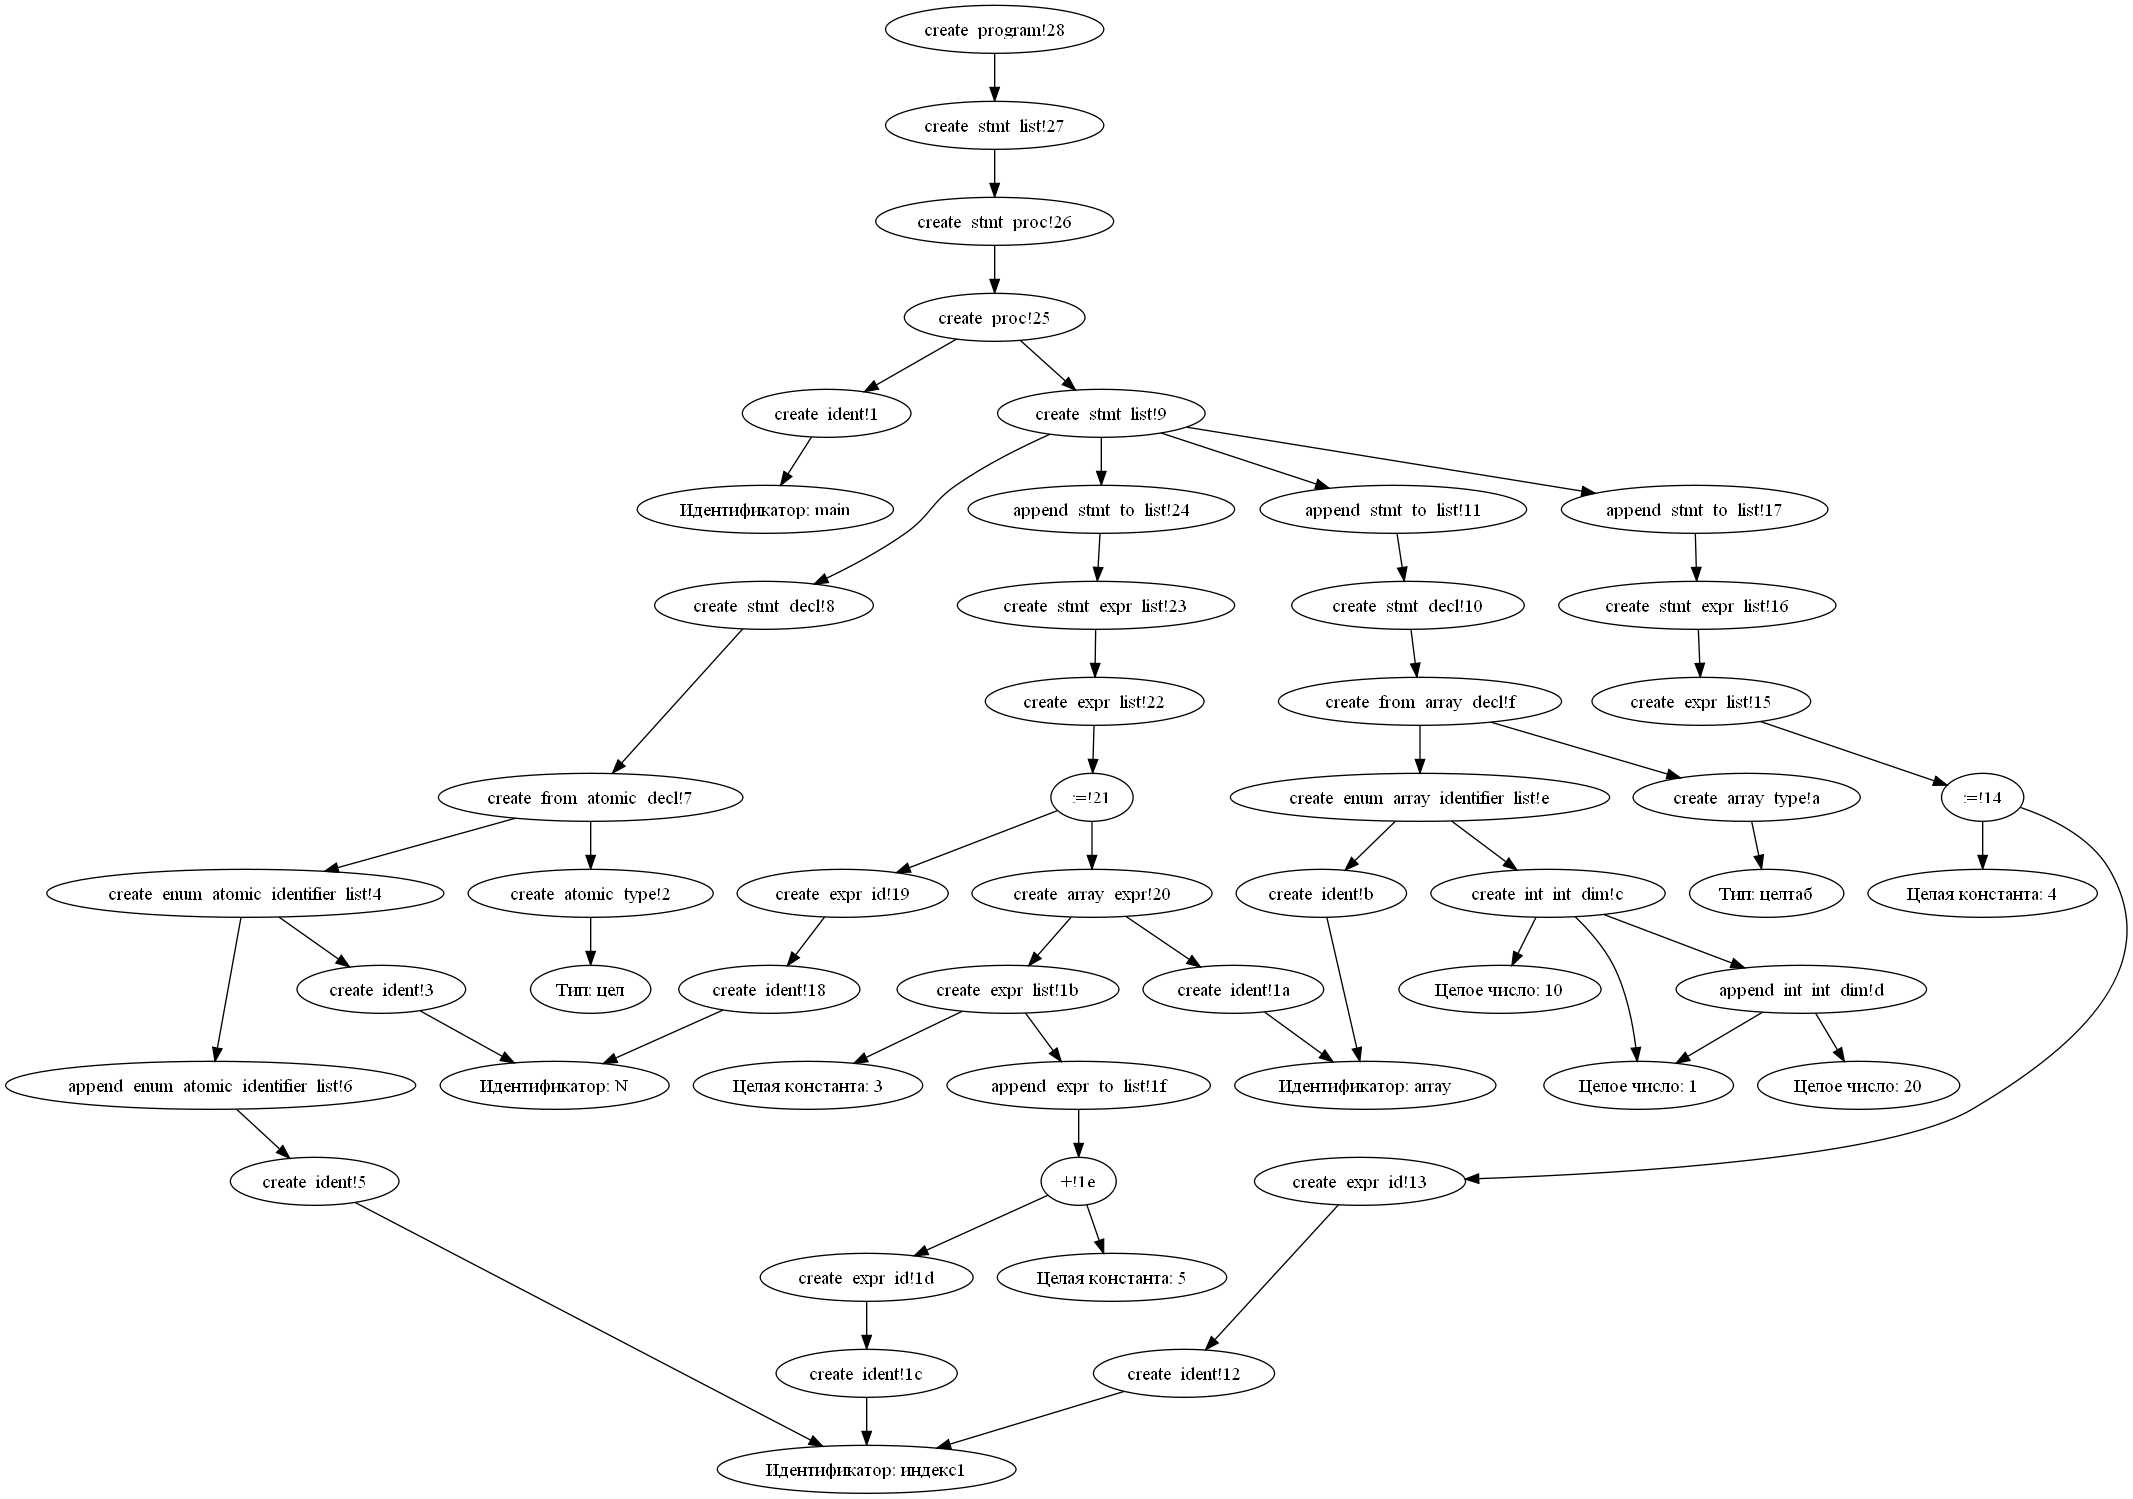 create program!28
create stmt list!27
create stmt proc!26
create proc!25
create ident!1
create stmt list!9
Идентификатор: main
append stmt to list!24
append stmt to list!11
append stmt to list!17
create stmt decl!8
create stmt expr list!23
create stmt decl!10
create stmt expr list!16
create expr list!22
create from array decl!f
create expr list!15
create from atomic decl!7
:=!21
create enum array identifier list!e
create array type!a
:=!14
create enum atomic identifier list!4
create atomic type!2
create expr id!19
create array expr!20
create ident!b
create int int dim!c
Тип: целтаб
Целая константа: 4
create ident!3
Тип: цел
create ident!18
create expr list!1b
create ident!1a
Целое число: 10
append int int dim!d
append enum atomic identifier list!6
Идентификатор: N
Целая константа: 3
append expr to list!1f
Идентификатор: array
Целое число: 1
Целое число: 20
create ident!5
+!1e
create expr id!13
create expr id!1d
Целая константа: 5
create ident!1c
create ident!12
Идентификатор: индекс1